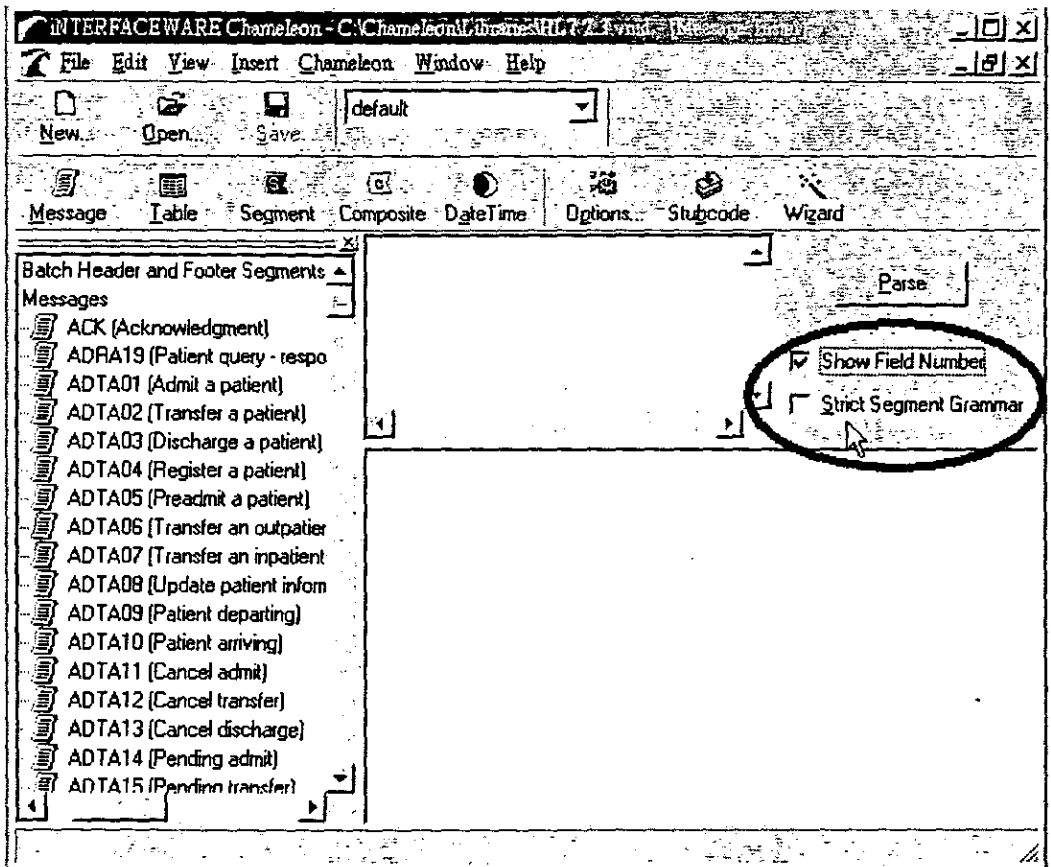 iNTERFACEWARE Chameleon - C:\Chameleon\Libraries\HL7 2.3.vmd
File Edit View Insert Chameleon Window Help
New... Open... Save
default
Message Table Segment Composite DateTime Options... Stubcode Wizard
Batch Header and Footer Segments
Messages
ACK (Acknowledgment)
ADRA19 (Patient query - respo
ADTA01 (Admit a patient)
ADTA02 (Transfer a patient)
ADTA03 (Discharge a patient)
ADTA04 (Register a patient)
ADTA05 (Preadmit a patient)
ADTA06 (Transfer an outpatier
ADTA07 (Transfer an inpatient
ADTA08 (Update patient inform
ADTA09 (Patient departing)
ADTA10 (Patient arriving)
ADTA11 (Cancel admit)
ADTA12 (Cancel transfer)
ADTA13 (Cancel discharge)
ADTA14 (Pending admit)
ADTA15 (Pending transfer)
Parse
Show Field Number
Strict Segment Grammar